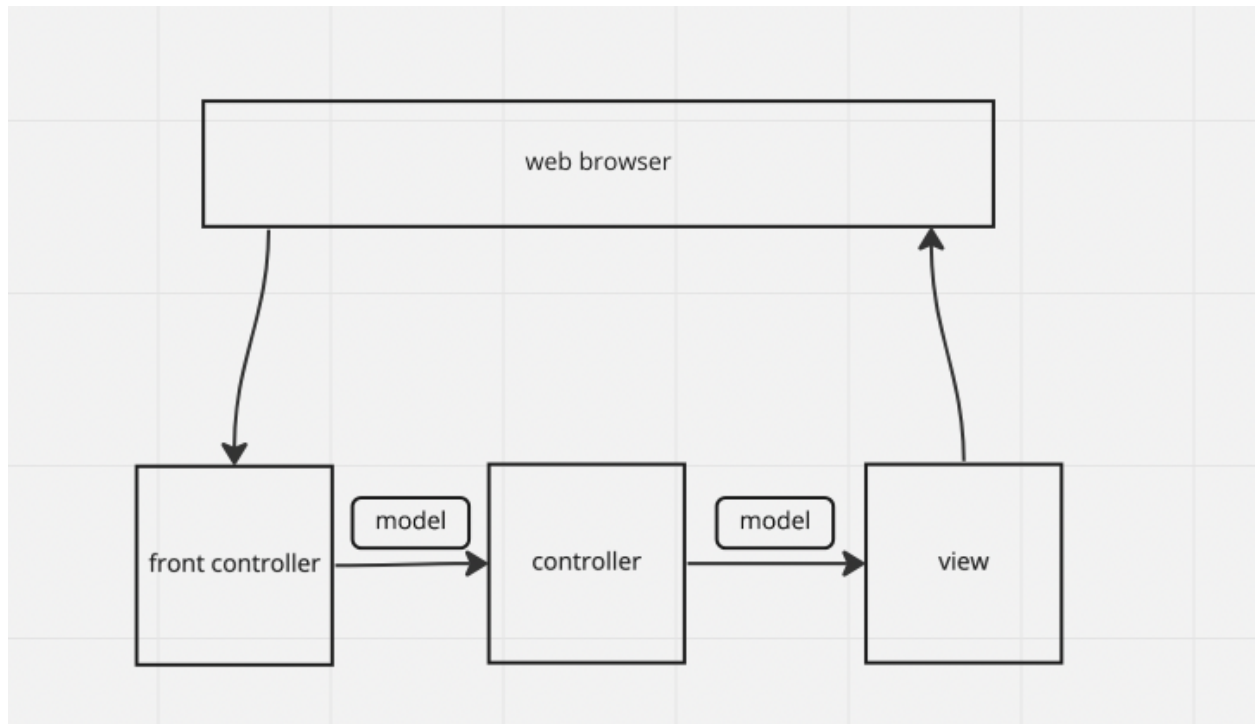 web browser
model
model
front controller
controller
view